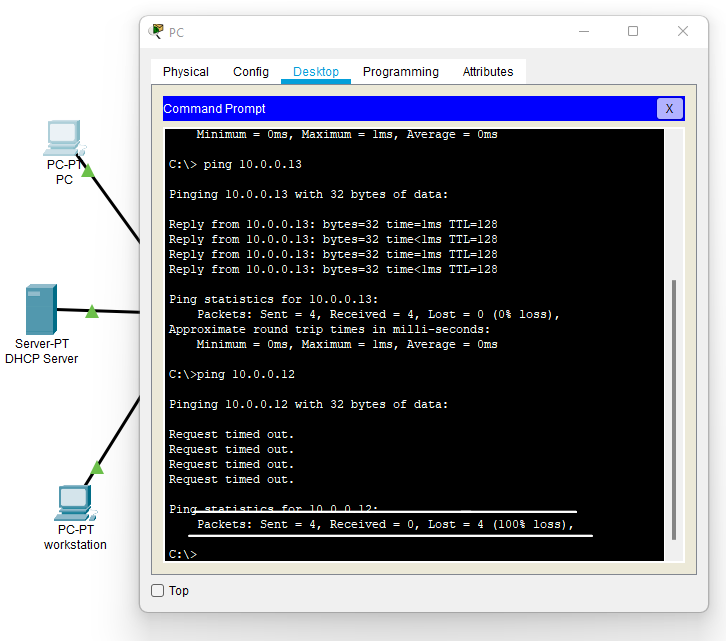 PC
Physical Config Desktop Programming Attributes
Command Prompt X
Minimum = 0ms, Maximum = 1ms, Average = 0ms
C:\> ping 10.0.0.13
Pinging 10.0.0.13 with 32 bytes of data:
Reply from 10.0.0.13: bytes=32 time=1ms TTL=128
Reply from 10.0.0.13: bytes=32 time<1ms TTL=128
Reply from 10.0.0.13: bytes=32 time=1ms TTL=128
Reply from 10.0.0.13: bytes=32 time<1ms TTL=128
Ping statistics for 10.0.0.13:
Packets: Sent = 4, Received = 4, Lost = 0 (0% loss),
Approximate round trip times in milli-seconds:
Minimum = 0ms, Maximum = 1ms, Average = 0ms
C:\>ping 10.0.0.12
Pinging 10.0.0.12 with 32 bytes of data:
Request timed out.
Request timed out.
Request timed out.
Request timed out.
Ping statistics for 10.0.0.12:
Packets: Sent = 4, Received = 0, Lost = 4 (100% loss),
C:\>
Top
PC-PT
PC
Server-PT
DHCP Server
PC-PT
workstation